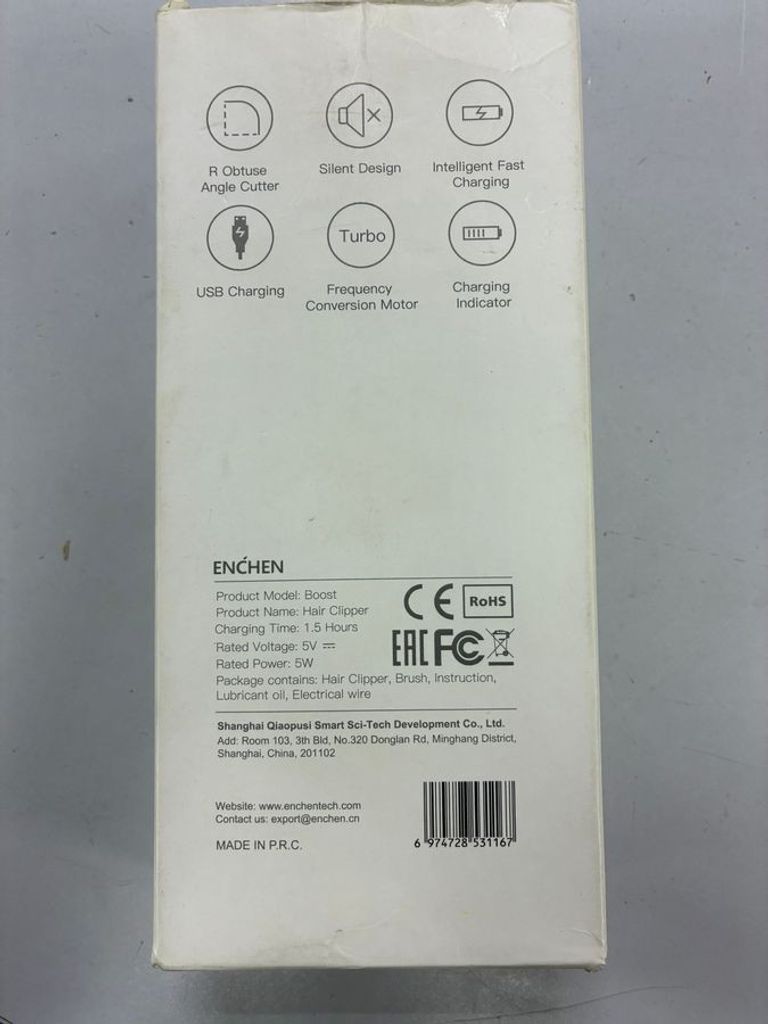 R Obtuse
Angle Cutter
Silent Design
Intelligent Fast
Charging
USB Charging
Turbo
Frequency
Conversion Motor
Charging
Indicator
ENĆHEN
Product Model: Boost
Product Name: Hair Clipper
Charging Time: 1.5 Hours
Rated Voltage: 5V ⎓
Rated Power: 5W
Package contains: Hair Clipper, Brush, Instruction,
Lubricant oil, Electrical wire
CE RoHS
EAC FC
Shanghai Qiaopusi Smart Sci-Tech Development Co., Ltd.
Add: Room 103, 3th Bld, No.320 Donglan Rd, Minghang District,
Shanghai, China, 201102
Website: www.enchentech.com
Contact us: export@enchen.cn
MADE IN P.R.C.
6 974728 531167